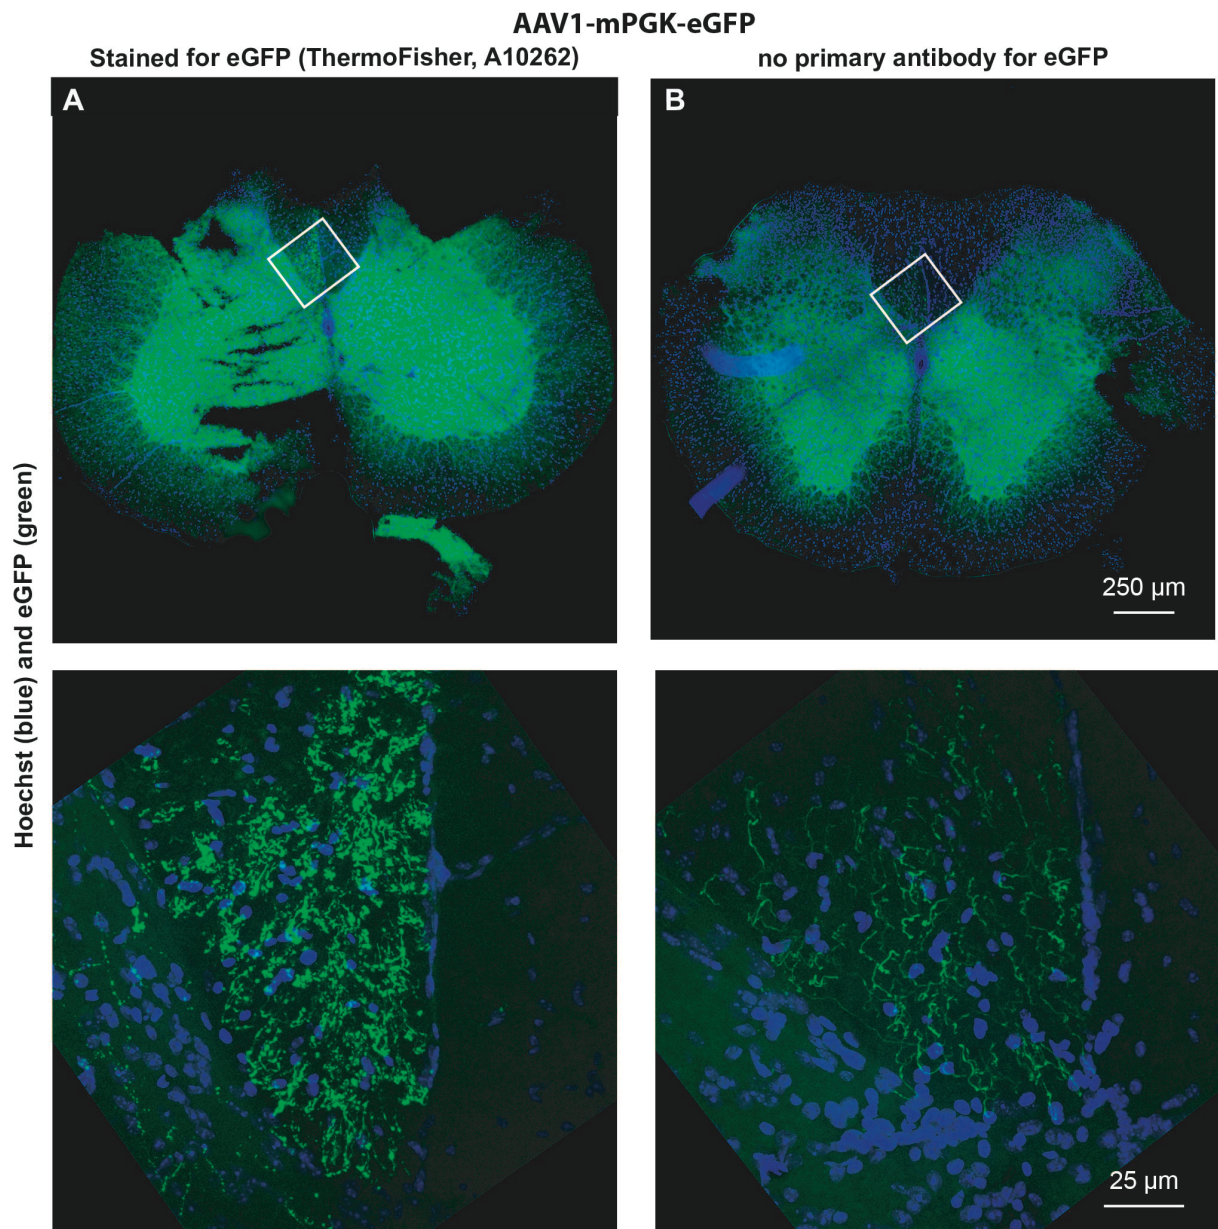 AAV1-mPGK-eGFP
Stained for eGFP (ThermoFisher, A10262)
no primary antibody for eGFP
A
B
Hoechst (blue) and eGFP (green)
250 µm
25 µm